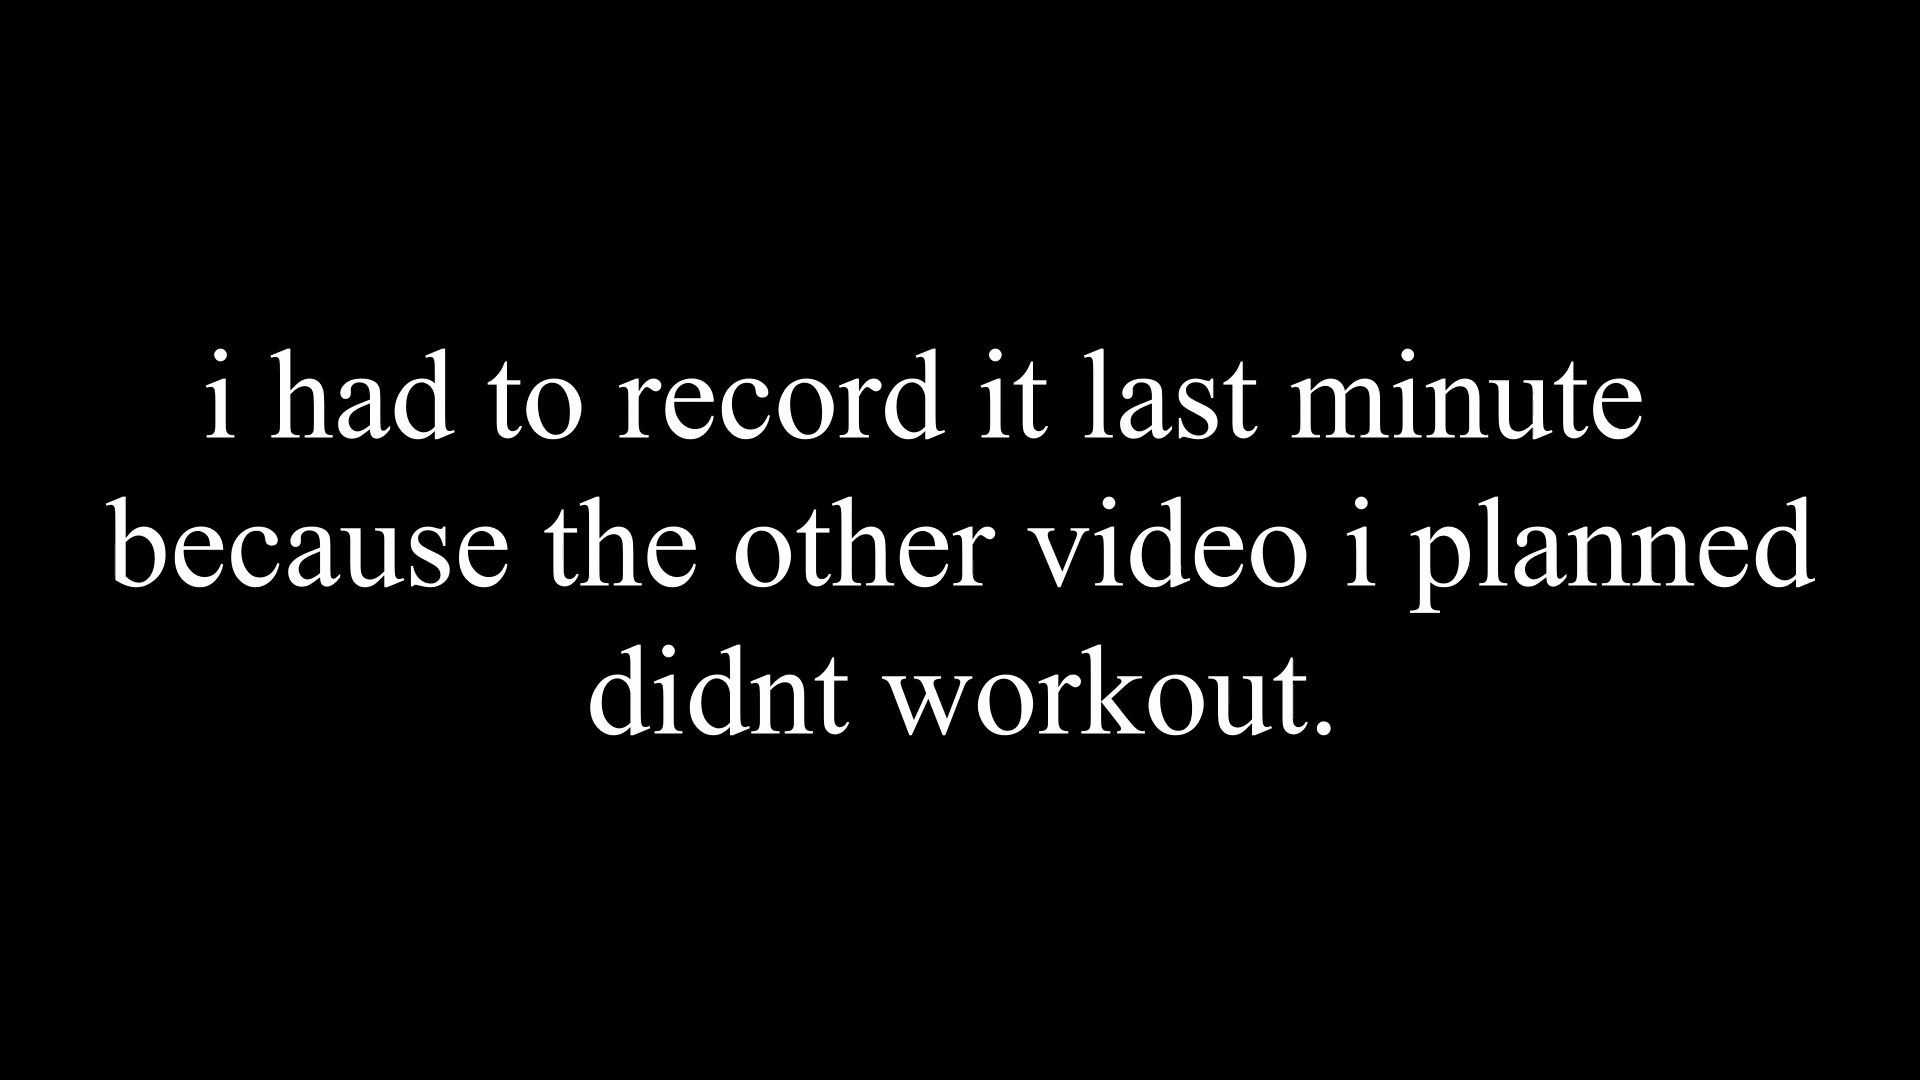 i had to record it last minute
because the other video i planned
didnt workout.